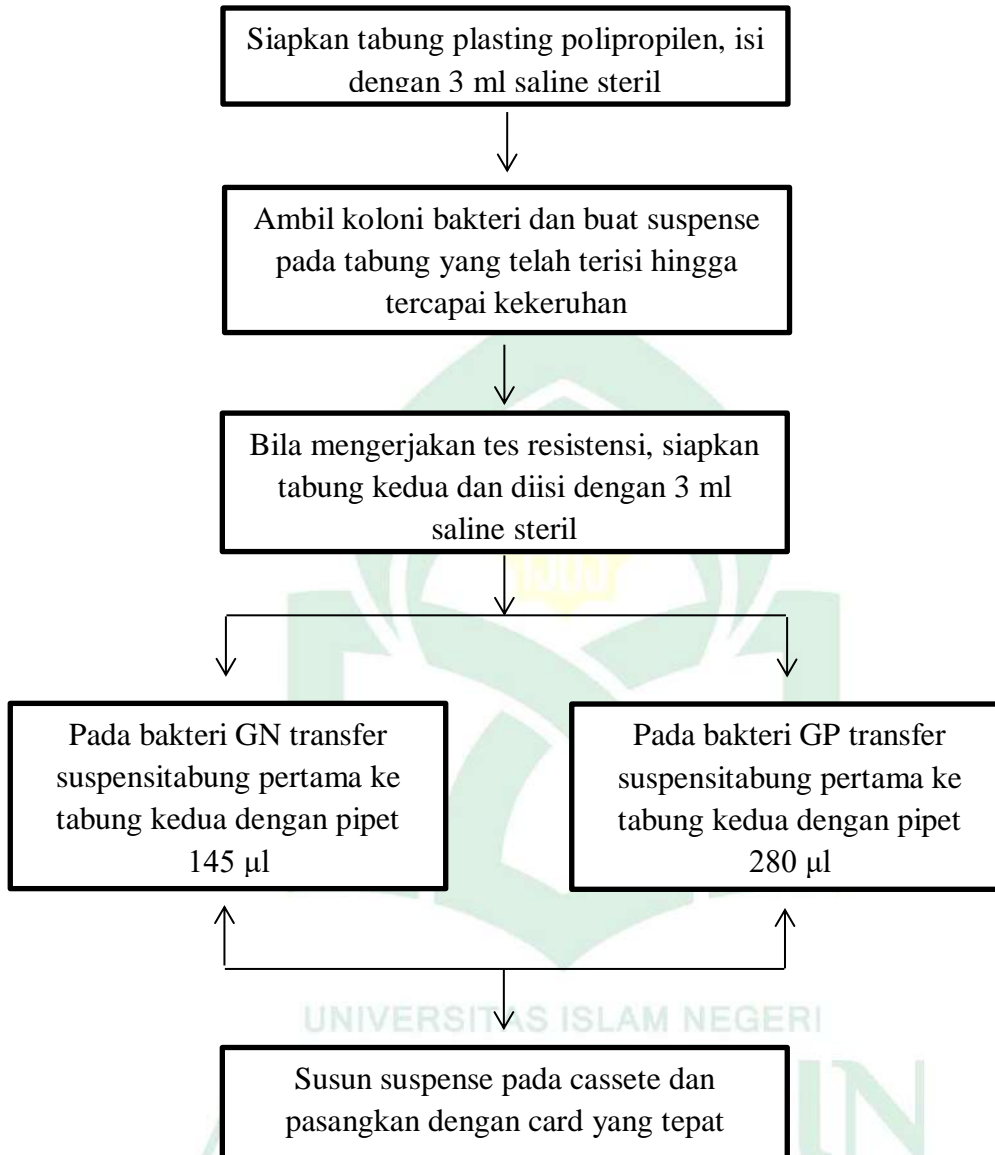 Siapkan tabung plasting polipropilen, isi
dengan 3 ml saline steril
Ambil koloni bakteri dan buat suspense
pada tabung yang telah terisi hingga
tercapai kekeruhan
Bila mengerjakan tes resistensi, siapkan
tabung kedua dan diisi dengan 3 ml
saline steril
Pada bakteri GN transfer
suspensitabung pertama ke
tabung kedua dengan pipet
145 μl
Pada bakteri GP transfer
suspensitabung pertama ke
tabung kedua dengan pipet
280 μl
UNIVERSITAS ISLAM NEGERI
Susun suspense pada cassete dan
pasangkan dengan card yang tepat